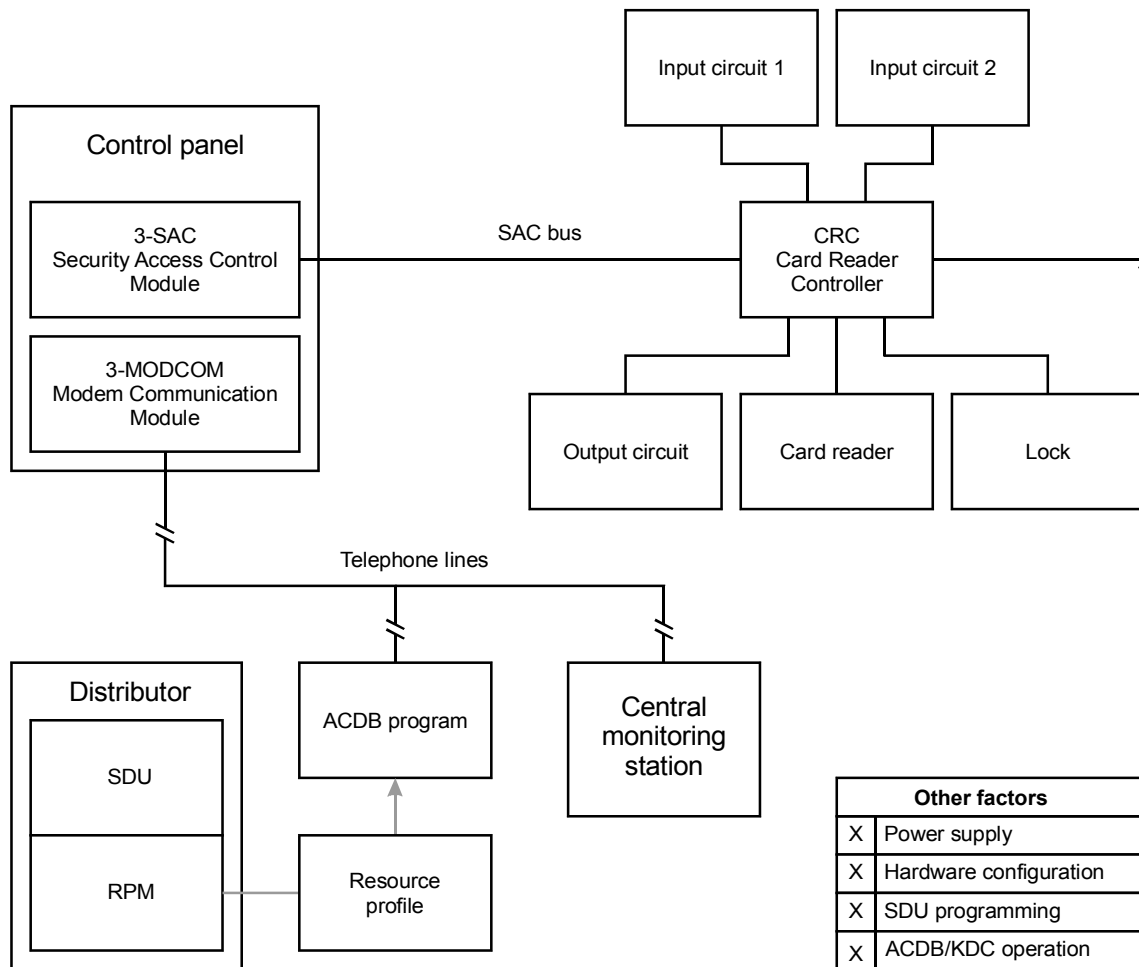 Input circuit 1
Input circuit 2
Control panel
3-SAC
Security Access Control
Module
SAC bus
CRC
Card Reader
Controller
3-MODCOM
Modem Communication
Module
Output circuit
Card reader
Lock
Telephone lines
Distributor
SDU
RPM
ACDB program
Resource
profile
Central
monitoring
station
Other factors
X Power supply
X Hardware configuration
X SDU programming
X ACDB/KDC operation